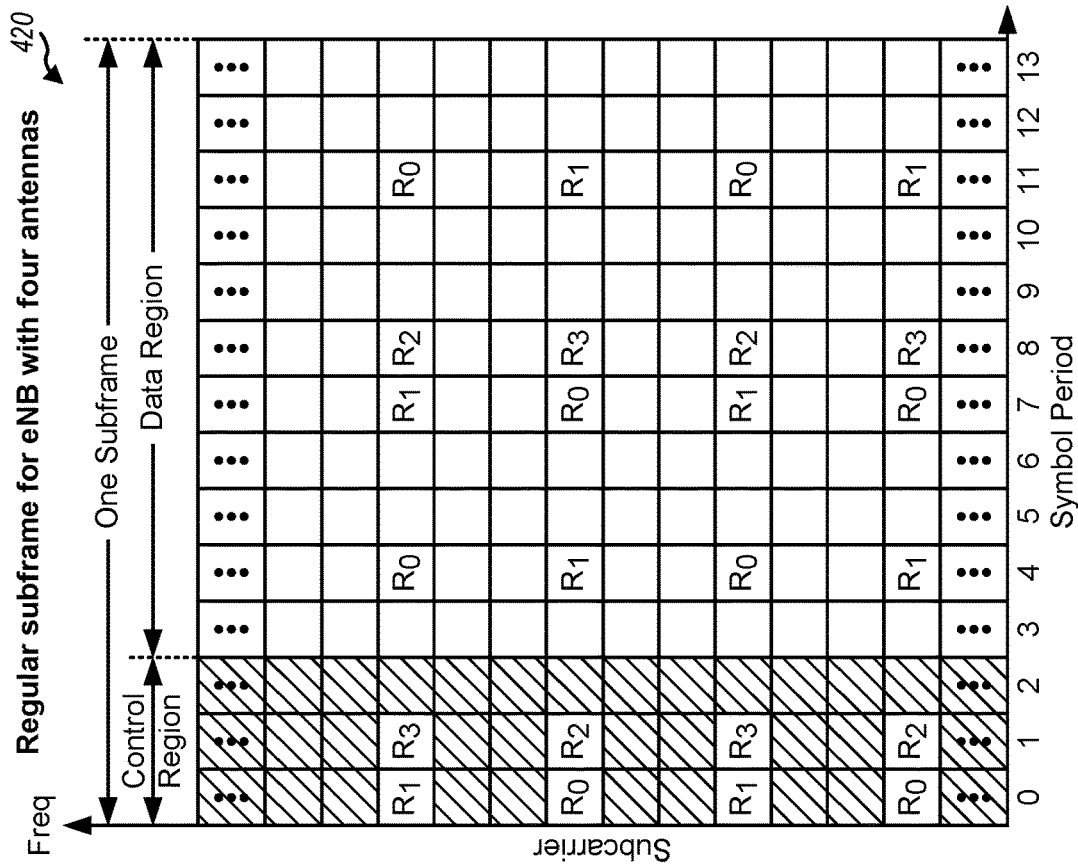 Regular subframe for eNB with four antennas
420
Freq
One Subframe
Control Region
Data Region
Subcarrier
••• ••• ••• ••• ••• ••• ••• ••• ••• ••• ••• ••• ••• •••
R1 R3 R0 R1 R2 R0
R0 R2 R1 R0 R3 R1
R1 R3 R0 R1 R2 R0
R0 R2 R1 R0 R3 R1
••• ••• ••• ••• ••• ••• ••• ••• ••• ••• ••• ••• ••• •••
0 1 2 3 4 5 6 7 8 9 10 11 12 13
Symbol Period